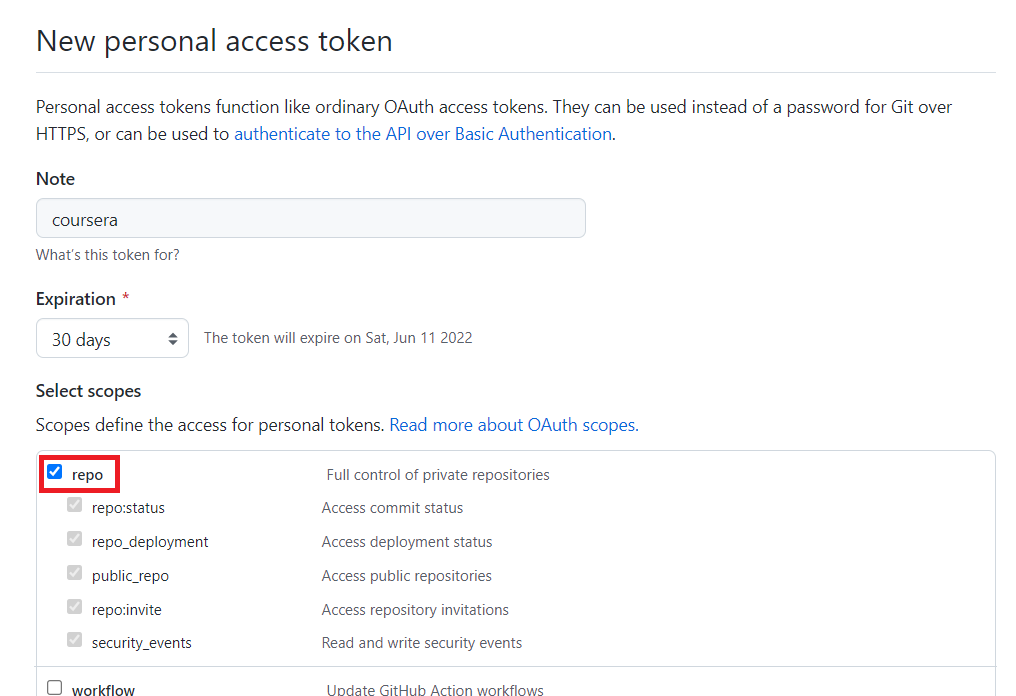 New personal access token
Personal access tokens function like ordinary OAuth access tokens. They can be used instead of a password for Git over
HTTPS, or can be used to authenticate to the API over Basic Authentication.
Note
coursera
What's this token for?
Expiration *
30 days The token will expire on Sat, Jun 11 2022
Select scopes
Scopes define the access for personal tokens. Read more about OAuth scopes.
repo Full control of private repositories
repo:status Access commit status
repo_deployment Access deployment status
public_repo Access public repositories
repo:invite Access repository invitations
security_events Read and write security events
workflow Update GitHub Action workflows